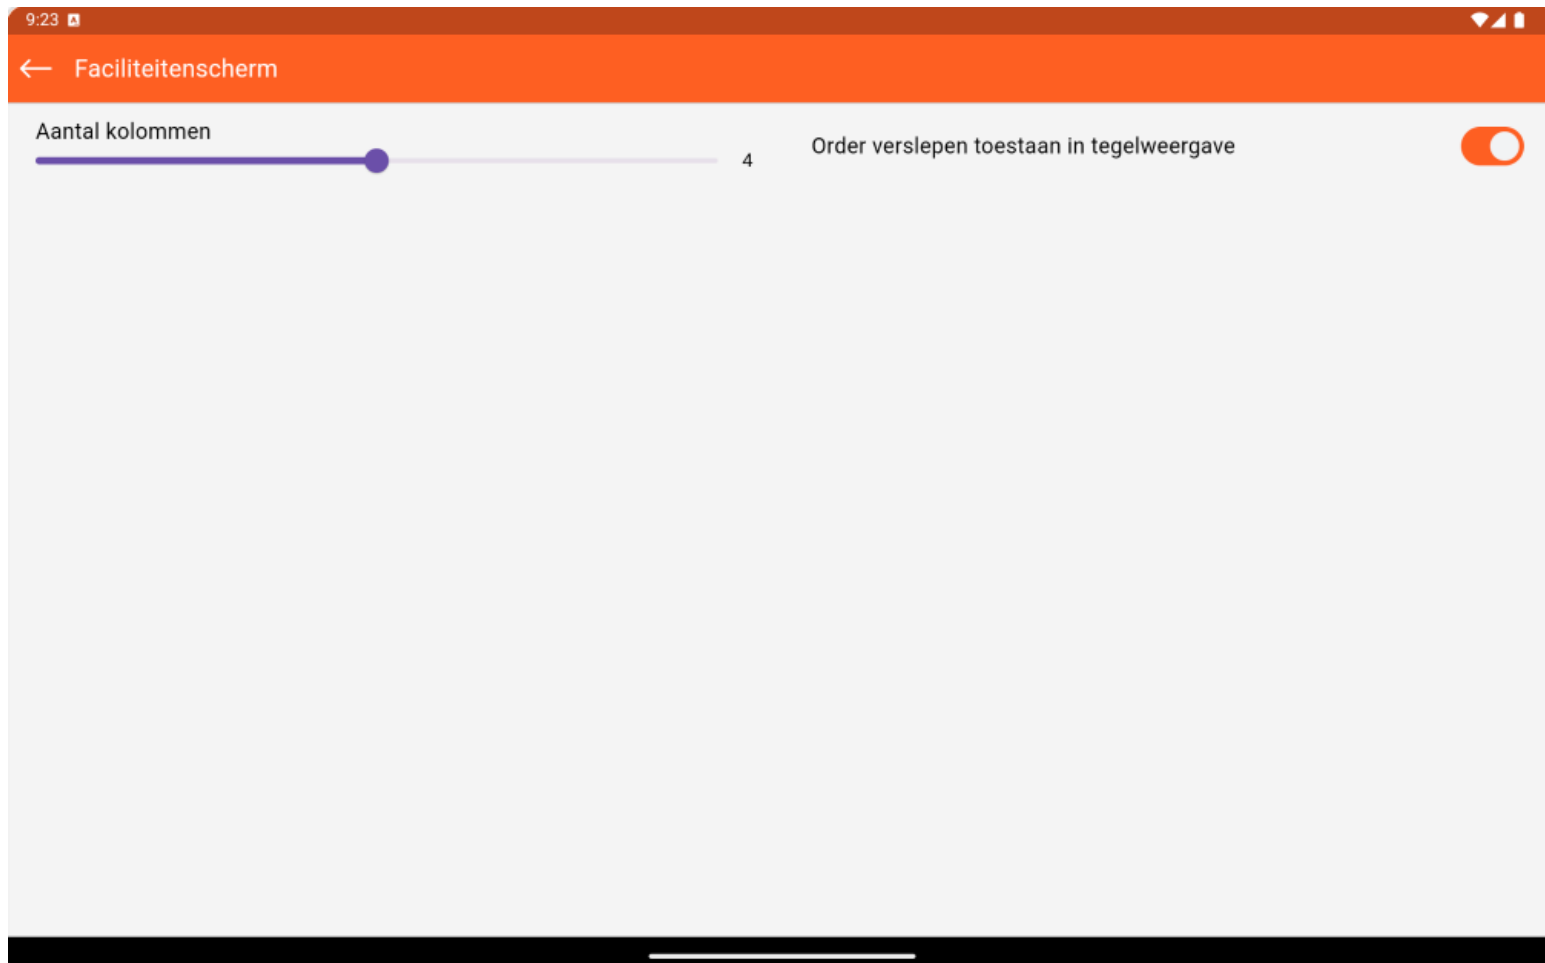 9:23
Faciliteitenscherm
Aantal kolommen
4
Order verslepen toestaan in tegelweergave